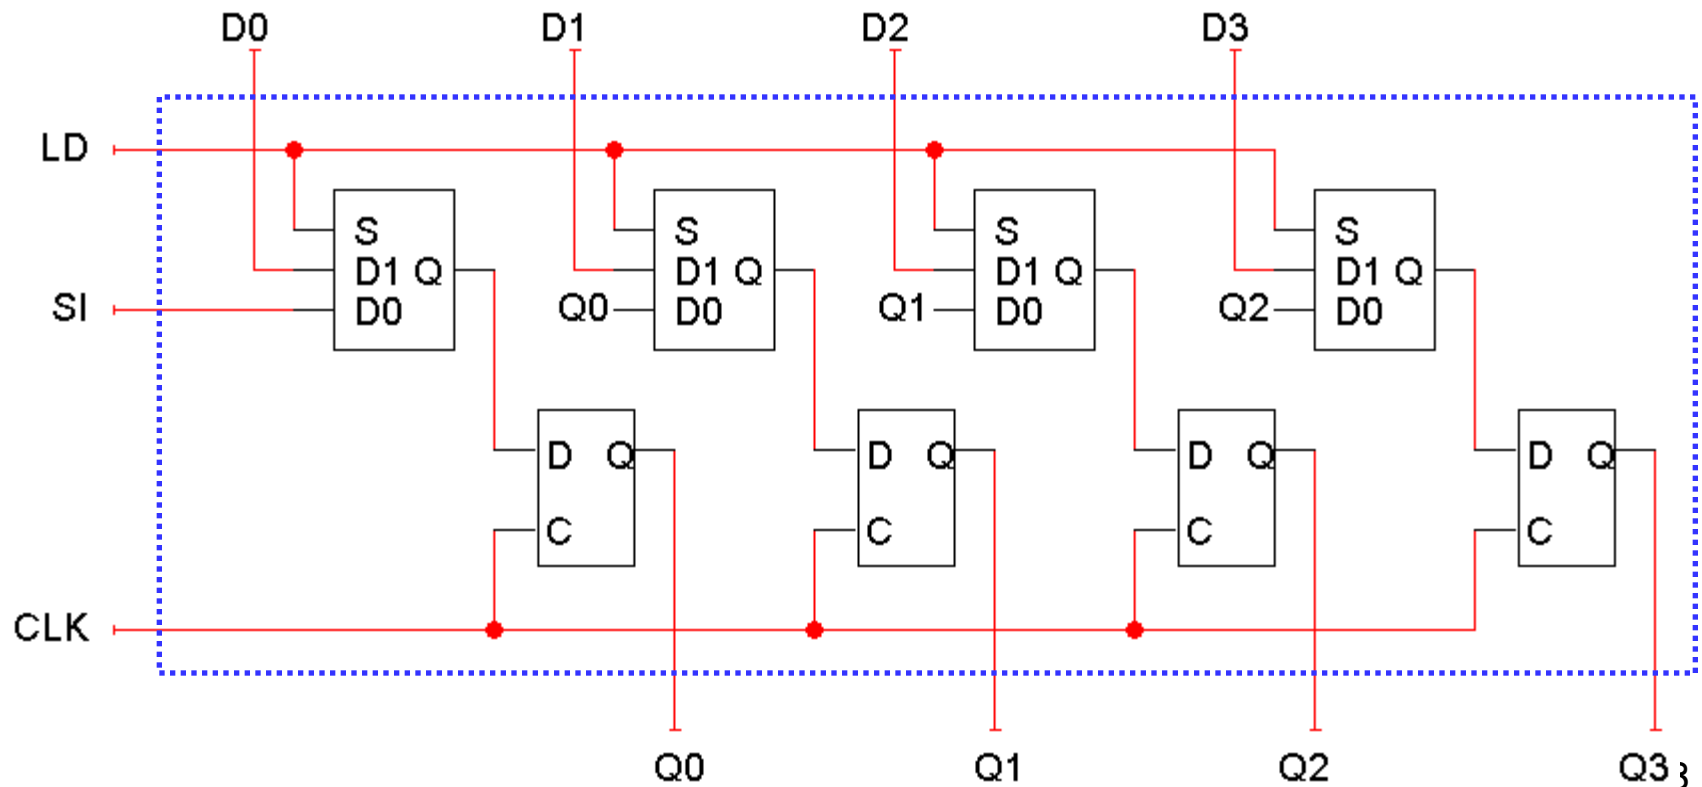 D0 D1 D2 D3
LD
S S S S
D1 Q D1 Q D1 Q D1 Q
SI D0 Q0 D0 Q1 D0 Q2 D0
D Q D Q D Q D Q
C C C C
CLK
Q0 Q1 Q2 Q3
3